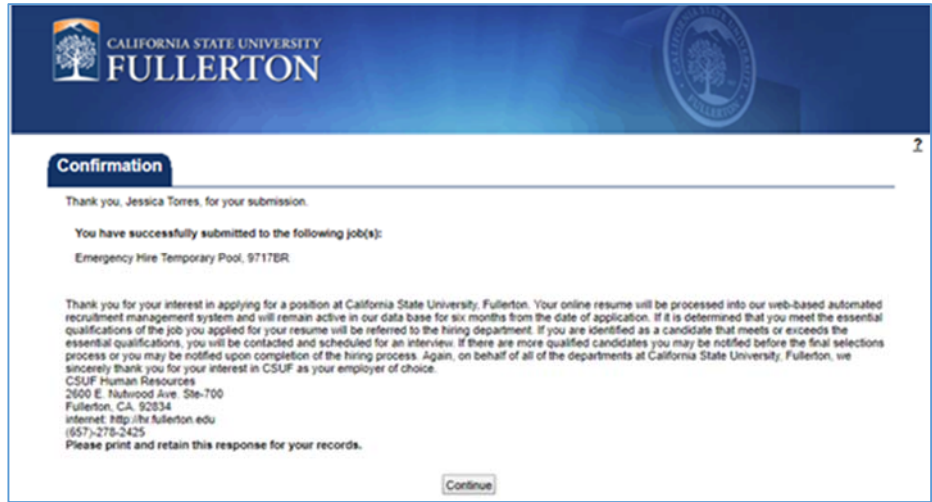 CALIFORNIA STATE UNIVERSITY
FULLERTON
?
Confirmation
Thank you, Jessica Torres, for your submission.
You have successfully submitted to the following job(s):
Emergency Hire Temporary Pool, 9717BR
Thank you for your interest in applying for a position at California State University, Fullerton. Your online resume will be processed into our web-based automated
recruitment management system and will remain active in our data base for six months from the date of application. If it is determined that you meet the essential
qualifications of the job you applied for your resume will be referred to the hiring department. If you are identified as a candidate that meets or exceeds the
essential qualifications, you will be contacted and scheduled for an interview. If there are more qualified candidates you may be notified before the final selections
process or you may be notified upon completion of the hiring process. Again, on behalf of all of the departments at California State University, Fullerton, we
sincerely thank you for your interest in CSUF as your employer of choice.
CSUF Human Resources
2600 E. Nutwood Ave. Ste-700
Fullerton, CA. 92834
internet: http://hr.fullerton.edu
(657)-278-2425
Please print and retain this response for your records.
Continue